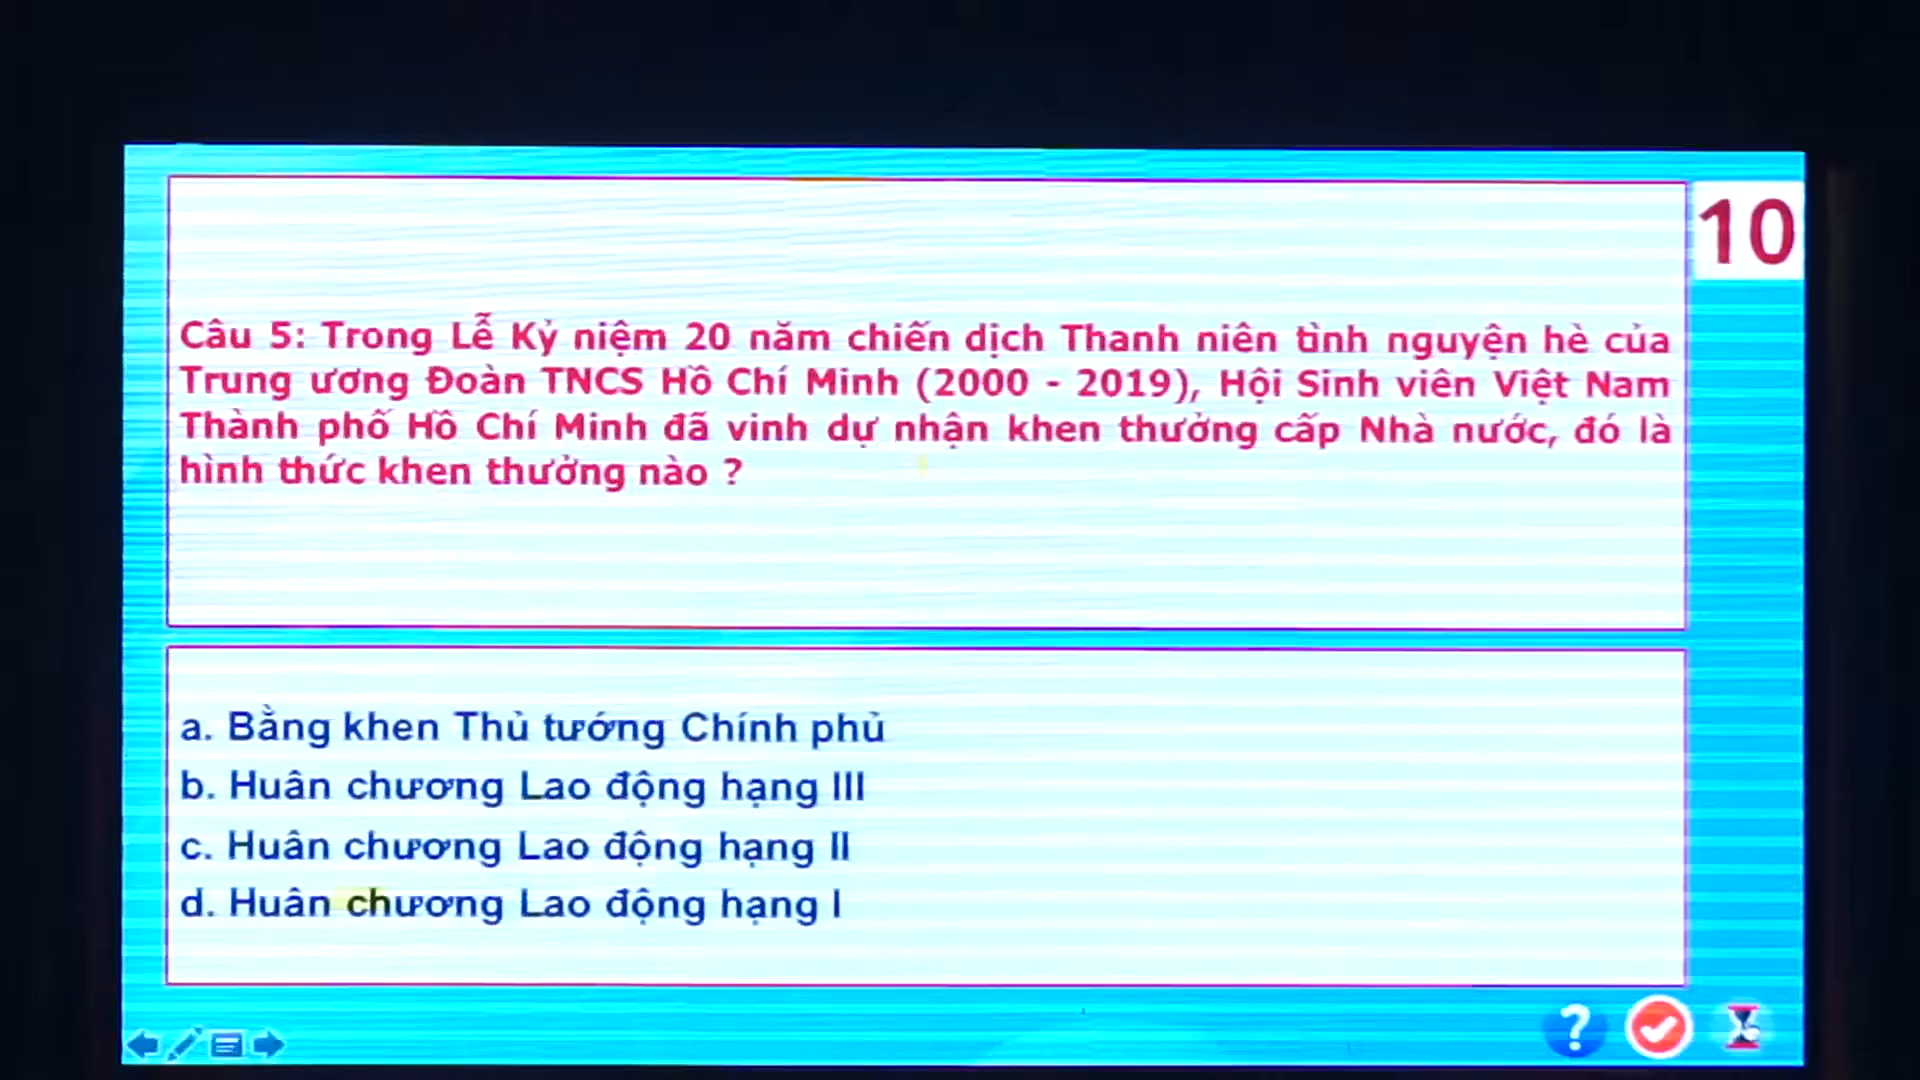 10
Câu 5: Trong Lễ Kỷ niệm 20 năm chiến dịch Thanh niên tình nguyện hè của
Trung ương Đoàn TNCS Hồ Chí Minh (2000 - 2019), Hội Sinh viên Việt Nam
Thành phố Hồ Chí Minh đã vinh dự nhận khen thưởng cấp Nhà nước, đó là
hình thức khen thưởng nào ?
a. Bằng khen Thủ tướng Chính phủ
b. Huân chương Lao động hạng III
c. Huân chương Lao động hạng II
d. Huân chương Lao động hạng I
?